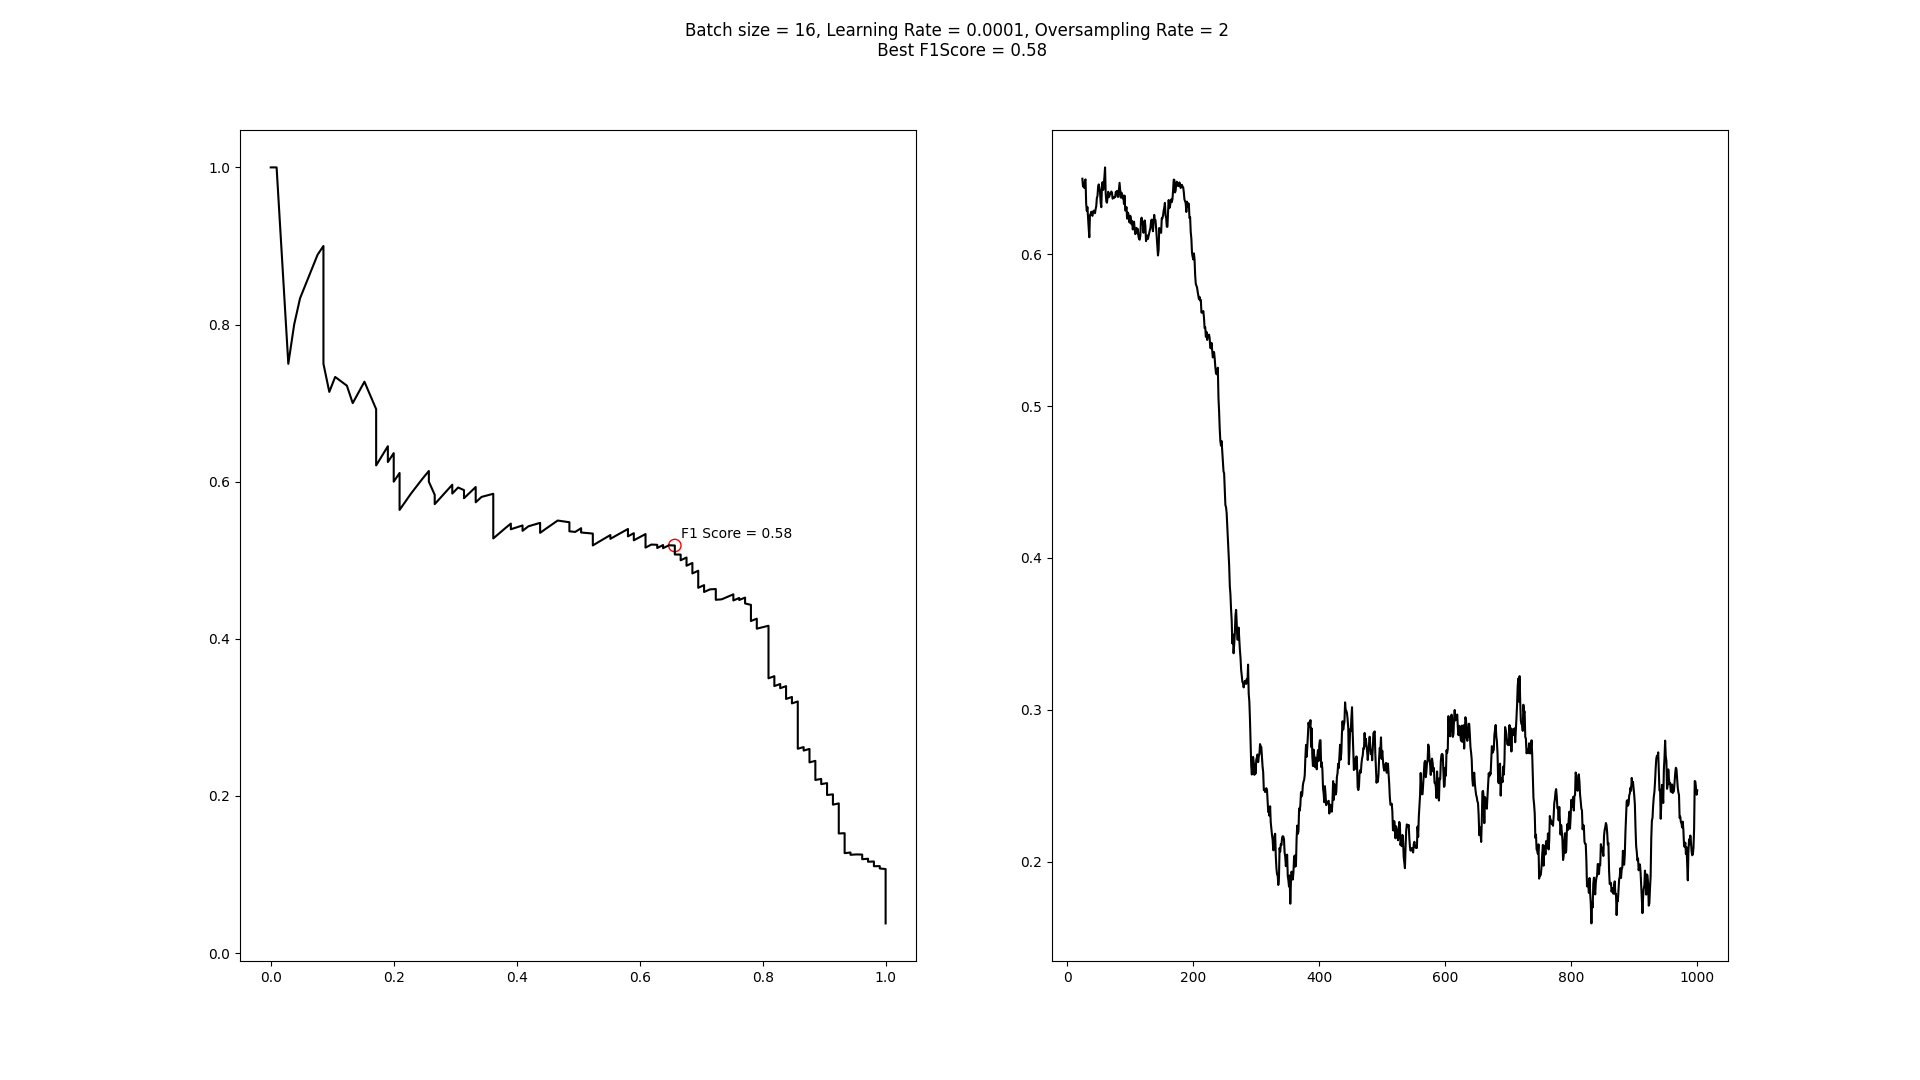 Batch size = 16, Learning Rate = 0.0001, Oversampling Rate = 2
Best F1Score = 0.58
1.0
0.8
0.6
0.4
0.2
0.0
0.0 0.2 0.4 0.6 0.8 1.0
F1 Score = 0.58
0.6
0.5
0.4
0.3
0.2
0 200 400 600 800 1000